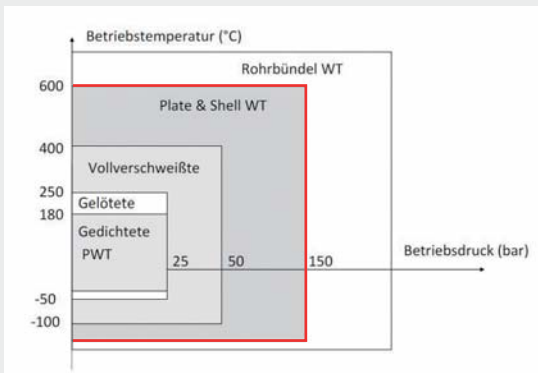 Betriebstemperatur (°C)
Rohrbündel WT
600
Plate & Shell WT
400
Vollverschweißte
250
Gelötete
180
Gedichtete
PWT
Betriebsdruck (bar)
25
50
150
-50
-100